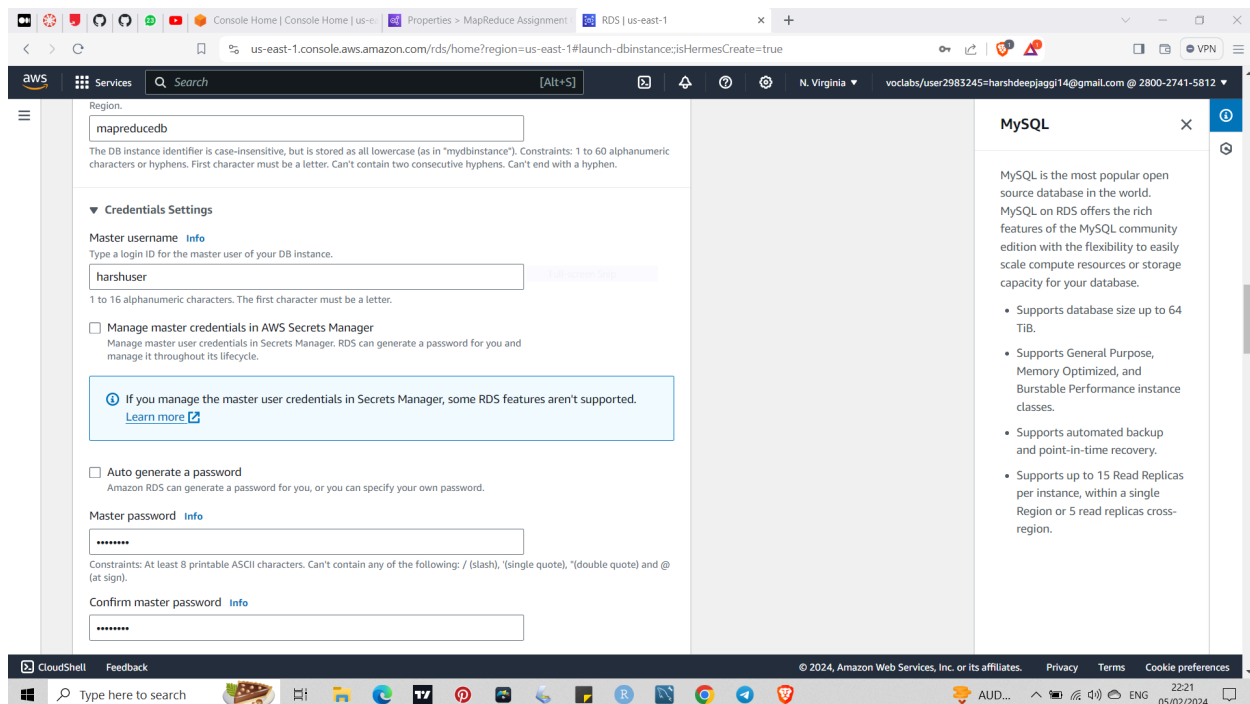 Console Home | Console Home | us-ea
Properties > MapReduce Assignment
RDS | us-east-1
us-east-1.console.aws.amazon.com/rds/home?region=us-east-1#launch-dbinstance;isHermesCreate=true
VPN
aws
Services
Search
[Alt+S]
N. Virginia
voclabs/user2983245=harshdeepjaggi14@gmail.com @ 2800-2741-5812
Region.
mapreducedb
The DB instance identifier is case-insensitive, but is stored as all lowercase (as in "mydbinstance"). Constraints: 1 to 60 alphanumeric
characters or hyphens. First character must be a letter. Can't contain two consecutive hyphens. Can't end with a hyphen.
Credentials Settings
Master username Info
Type a login ID for the master user of your DB instance.
harshuser
1 to 16 alphanumeric characters. The first character must be a letter.
Manage master credentials in AWS Secrets Manager
Manage master user credentials in Secrets Manager. RDS can generate a password for you and
manage it throughout its lifecycle.
If you manage the master user credentials in Secrets Manager, some RDS features aren't supported.
Learn more
Auto generate a password
Amazon RDS can generate a password for you, or you can specify your own password.
Master password Info
••••••••
Constraints: At least 8 printable ASCII characters. Can't contain any of the following: / (slash), '(single quote), "(double quote) and @
(at sign).
Confirm master password Info
••••••••
MySQL
MySQL is the most popular open
source database in the world.
MySQL on RDS offers the rich
features of the MySQL community
edition with the flexibility to easily
scale compute resources or storage
capacity for your database.
• Supports database size up to 64
TiB.
• Supports General Purpose,
Memory Optimized, and
Burstable Performance instance
classes.
• Supports automated backup
and point-in-time recovery.
• Supports up to 15 Read Replicas
per instance, within a single
Region or 5 read replicas cross-
region.
CloudShell
Feedback
© 2024, Amazon Web Services, Inc. or its affiliates.
Privacy
Terms
Cookie preferences
Type here to search
AUD...
ENG
22:21
05/02/2024